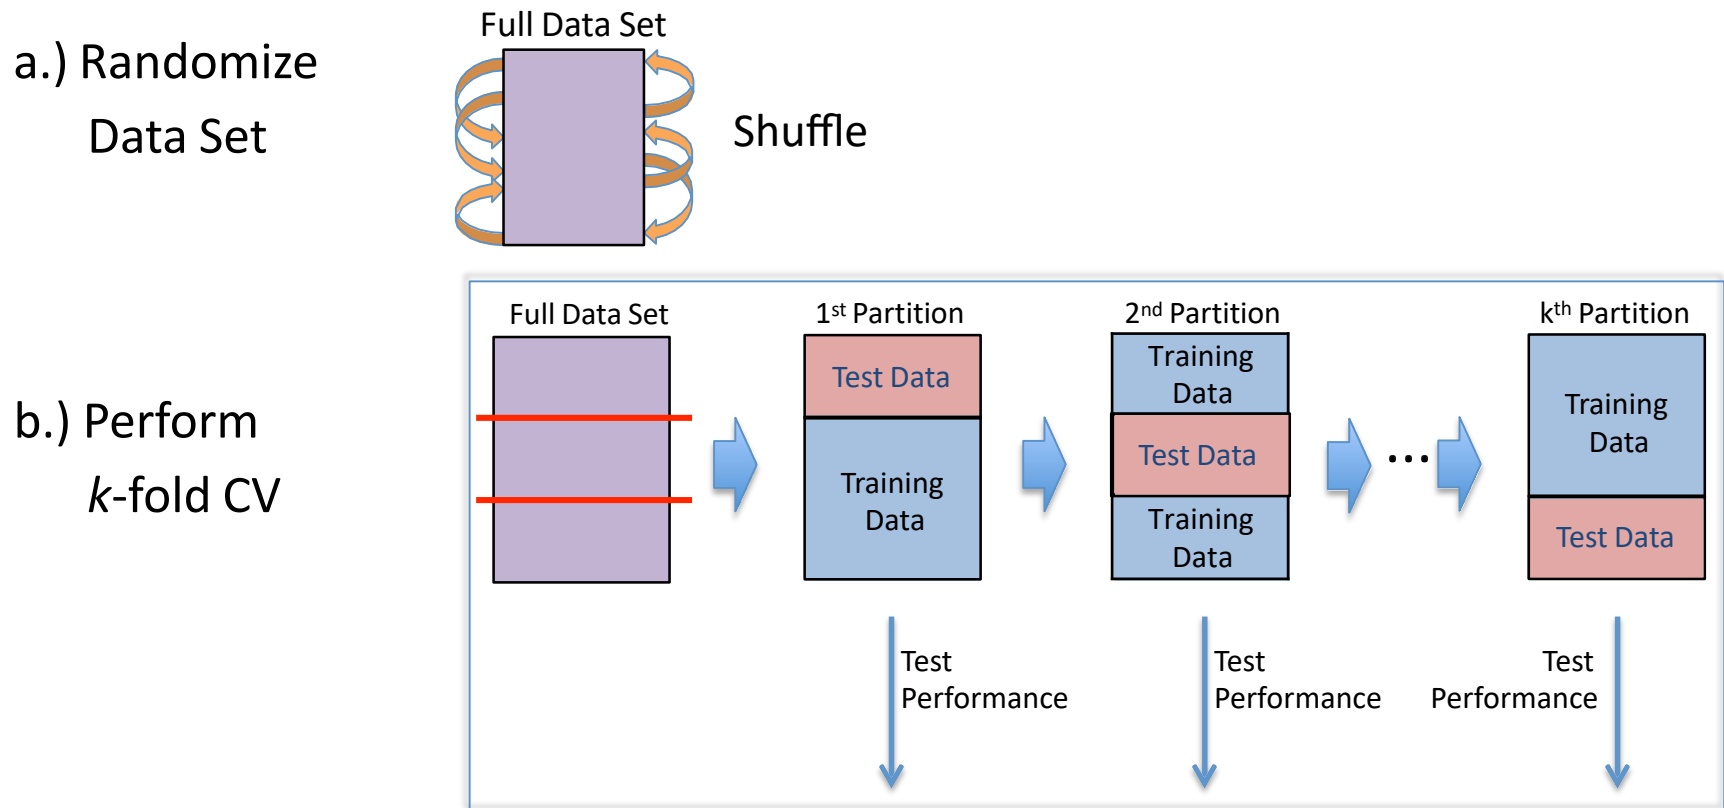 a.) Randomize
Data Set
Full Data Set
Shuffle
b.) Perform
k-fold CV
Full Data Set
1st Partition
Test Data
Training
Data
2nd Partition
Training
Data
Test Data
Training
Data
...
kth Partition
Training
Data
Test Data
Test
Performance
Test
Performance
Test
Performance